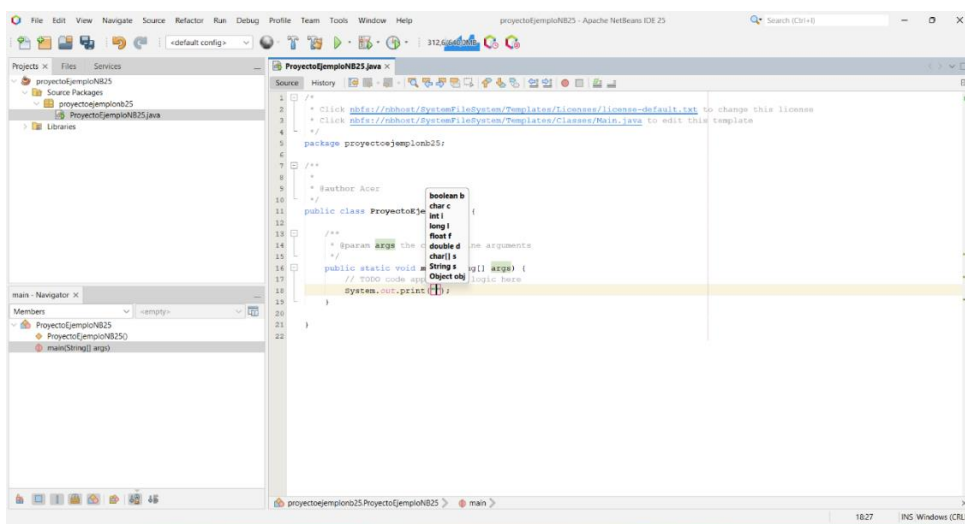 File Edit View Navigate Source Refactor Run Debug Profile Team Tools Window Help
proyectoEjemploNB25 - Apache NetBeans IDE 25
Search (Ctrl+I)
<default config>
Projects Files Services
proyectoEjemploNB25
Source Packages
proyectoejemplonb25
ProyectoEjemploNB25.java
Libraries
ProyectoEjemploNB25.java
Source History
1 /*
2 * Click nbfs://nbhost/SystemFileSystem/Templates/Licenses/license-default.txt to change this license
3 * Click nbfs://nbhost/SystemFileSystem/Templates/Classes/Main.java to edit this template
4 */
5 package proyectoejemplonb25;
6
7 /**
8 *
9 * @author Acer
10 */
11 public class ProyectoEje {
12
13 /**
14 * @param args the c ne arguments
15 */
16 public static void m ng[] args) {
17 // TODO code app logic here
18 System.out.print("");
19 }
20
21 }
22
boolean b
char c
int i
long l
float f
double d
char[] s
String s
Object obj
main - Navigator
Members <empty>
ProyectoEjemploNB25
ProyectoEjemploNB25()
main(String[] args)
proyectoejemplonb25.ProyectoEjemploNB25 main
18:27 INS Windows (CRL